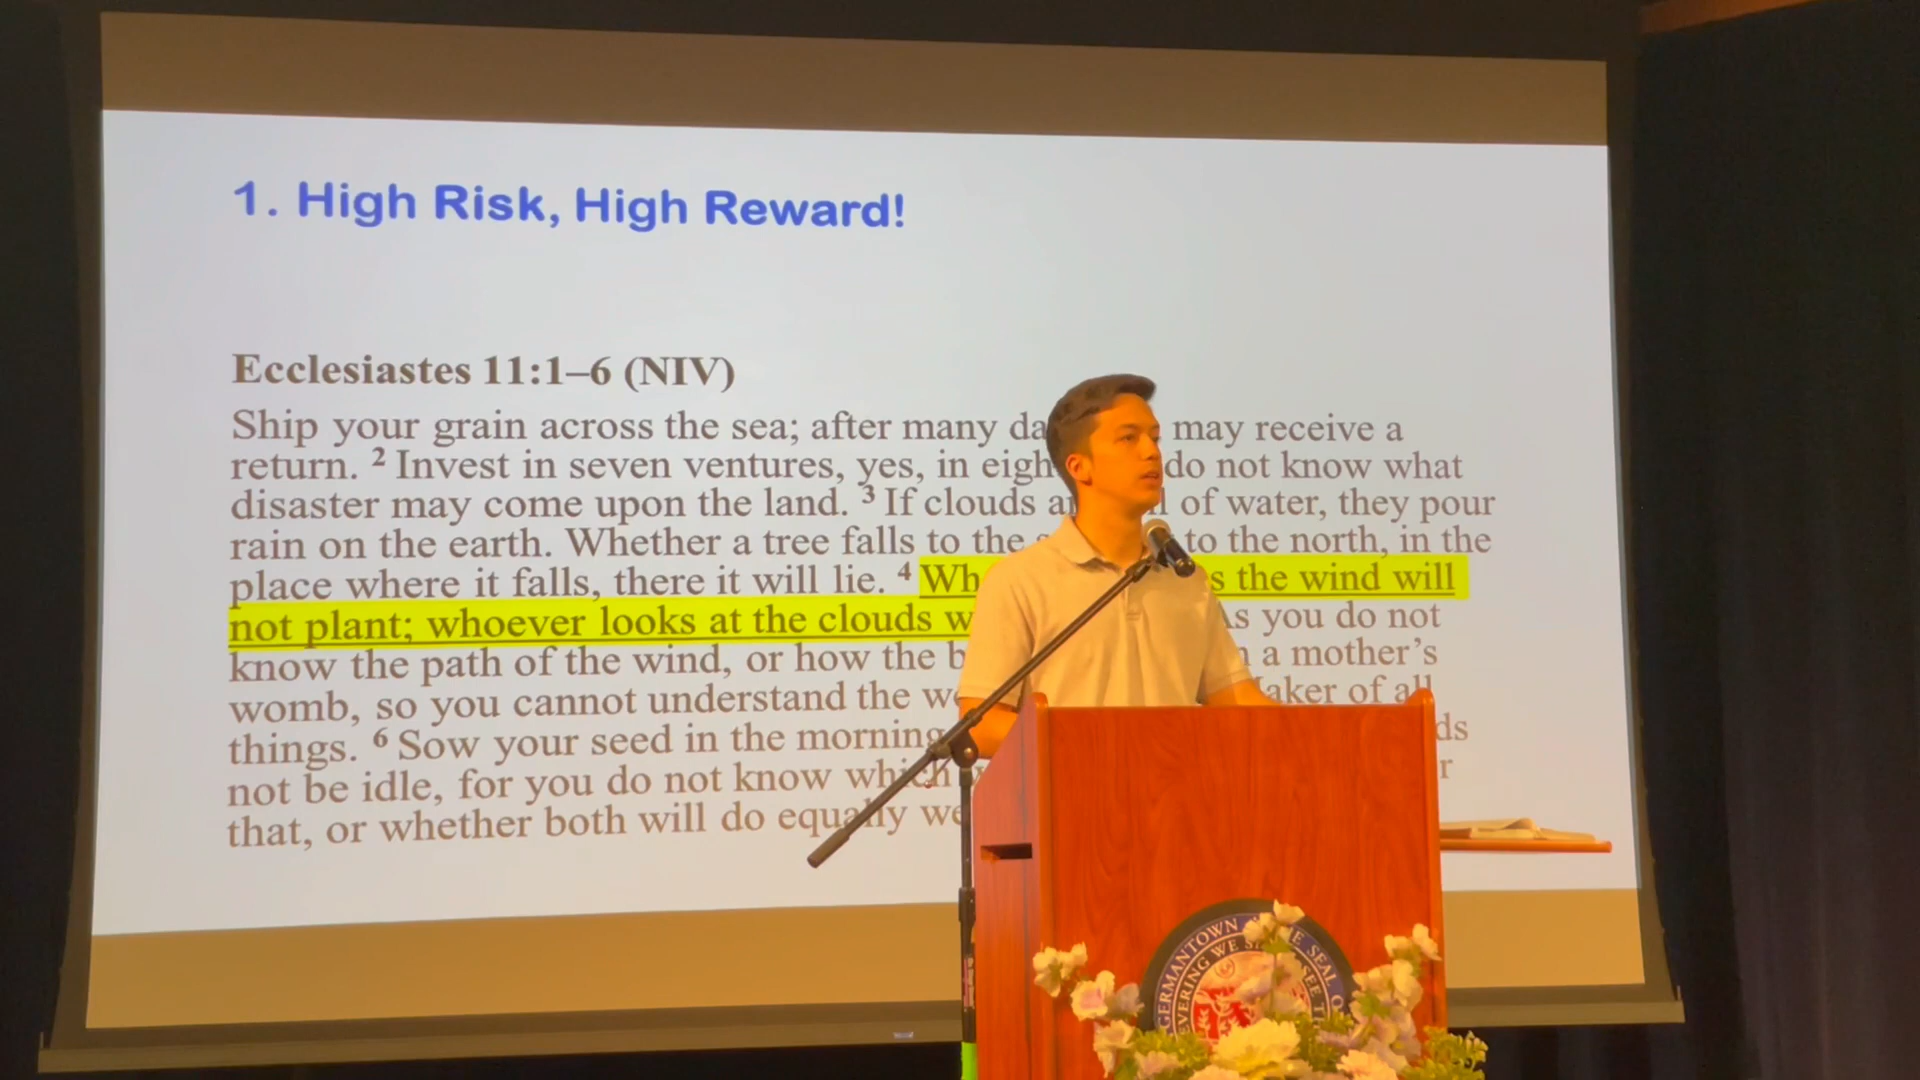 1. High Risk, High Reward!
Ecclesiastes 11:1–6 (NIV)
Ship your grain across the sea; after many may receive a
return. 2 Invest in seven ventures, yes, in do not know what
disaster may come upon the land. 3 If clouds of water, they pour
rain on the earth. Whether a tree falls to the to the north, in the
place where it falls, there it will lie. 4 the wind will
not plant; whoever looks at the clouds you do not
know the path of the wind, or how the a mother’s
womb, so you cannot understand the of all
things. 6 Sow your seed in the morning
not be idle, for you do not know which
that, or whether both will do equally
GERMANTOWN SEAL
WE